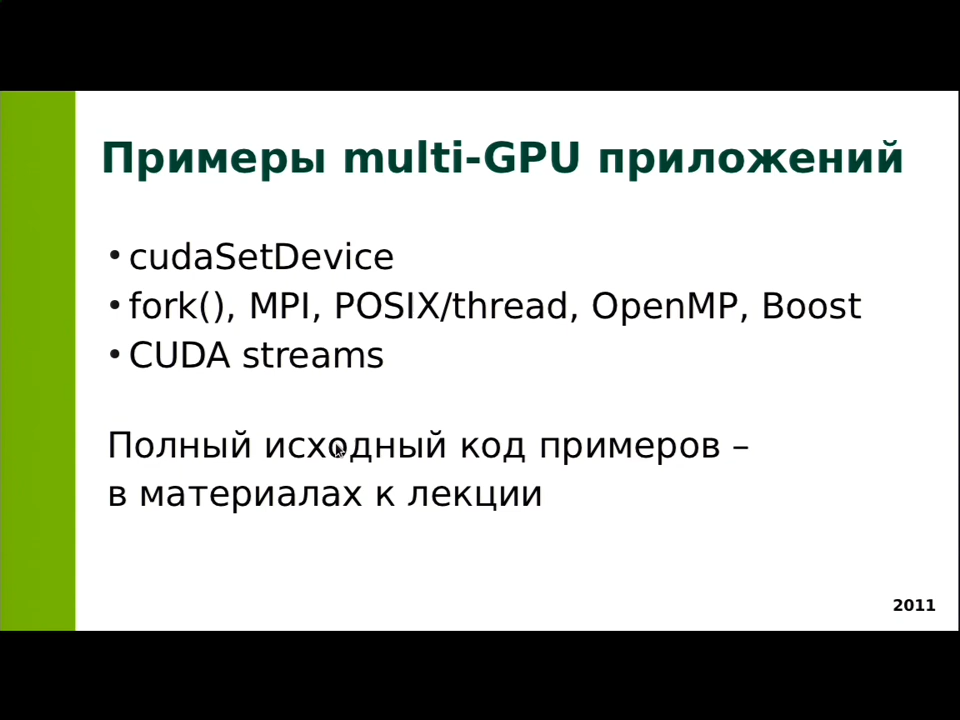 Примеры multi-GPU приложений
• cudaSetDevice
• fork(), MPI, POSIX/thread, OpenMP, Boost
• CUDA streams
Полный исходный код примеров –
в материалах к лекции
2011